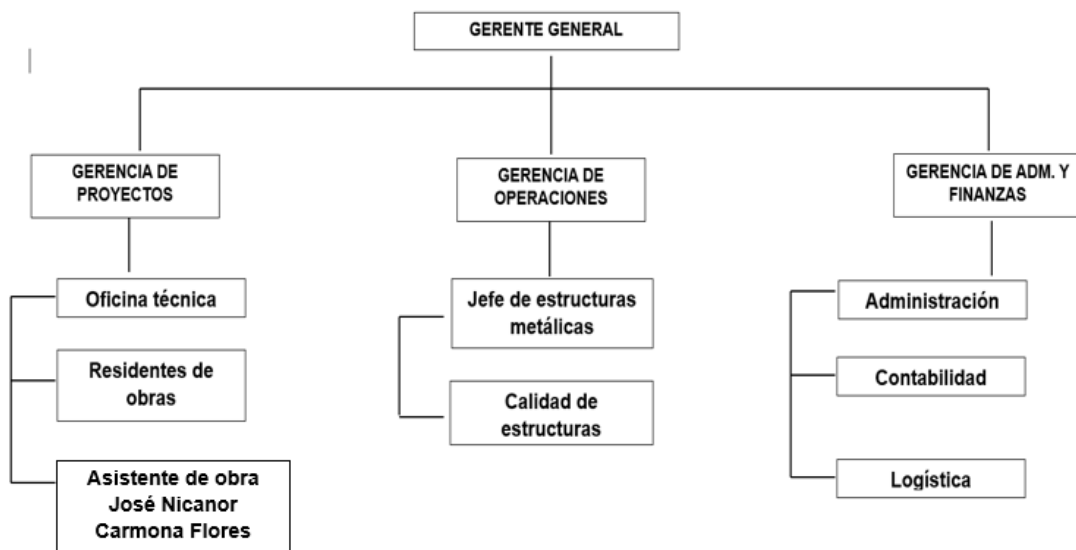 GERENTE GENERAL
GERENCIA DE
PROYECTOS
GERENCIA DE
OPERACIONES
GERENCIA DE ADM. Y
FINANZAS
Oficina técnica
Residentes de
obras
Asistente de obra
José Nicanor
Carmona Flores
Jefe de estructuras
metálicas
Calidad de
estructuras
Administración
Contabilidad
Logística